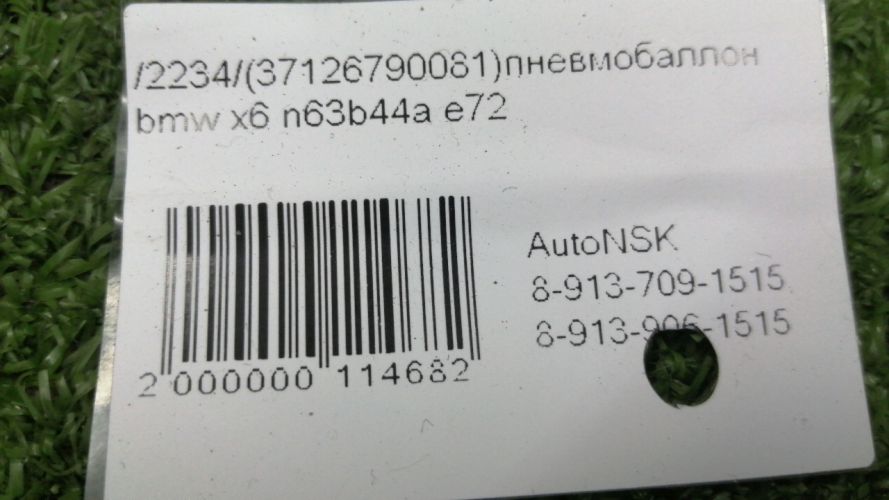 /2234/(37126790081)пневмобаллон
bmw x6 n63b44a e72
AutoNSK
8-913-709-1515
8-913-906-1515
2 000000 114682